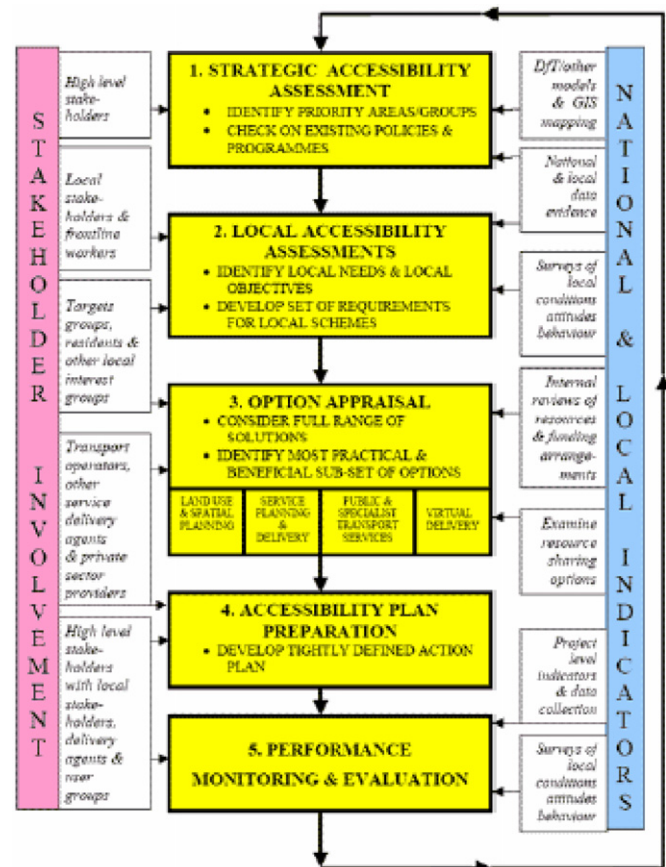 STAKEHOLDER INVOLVEMENT
High level
stake-
holders
Local
stake-
holders &
frontline
workers
Targets
groups,
residents &
other local
interest
groups
Transport
operators,
other
service
delivery
agents
& private
sector
providers
High level
stake-
holders
with local
stake-
holders,
delivery
agents &
user
groups
1. STRATEGIC ACCESSIBILITY
ASSESSMENT
• IDENTIFY PRIORITY AREAS/GROUPS
• CHECK ON EXISTING POLICIES &
PROGRAMMES
2. LOCAL ACCESSIBILITY
ASSESSMENTS
• IDENTIFY LOCAL NEEDS & LOCAL
OBJECTIVES
• DEVELOP SET OF REQUIREMENTS
FOR LOCAL SCHEMES
3. OPTION APPRAISAL
• CONSIDER FULL RANGE OF
SOLUTIONS
• IDENTIFY MOST PRACTICAL &
BENEFICIAL SUB-SET OF OPTIONS
LAND USE
& SPATIAL
PLANNING
SERVICE
PLANNING
&
DELIVERY
PUBLIC &
SPECIALIST
TRANSPORT
SERVICES
VIRTUAL
DELIVERY
4. ACCESSIBILITY PLAN
PREPARATION
• DEVELOP TIGHTLY DEFINED ACTION
PLAN
5. PERFORMANCE
MONITORING & EVALUATION
DfT/other
models
& GIS
mapping
National
& local
data
evidence
Surveys of
local
conditions
attitudes
behaviour
Internal
reviews of
resources
& funding
arrange-
ments
Examine
resource
sharing
options
Project
level
indicators
& data
collection
Surveys of
local
conditions
attitudes
behaviour
NATIONAL & LOCAL INDICATORS